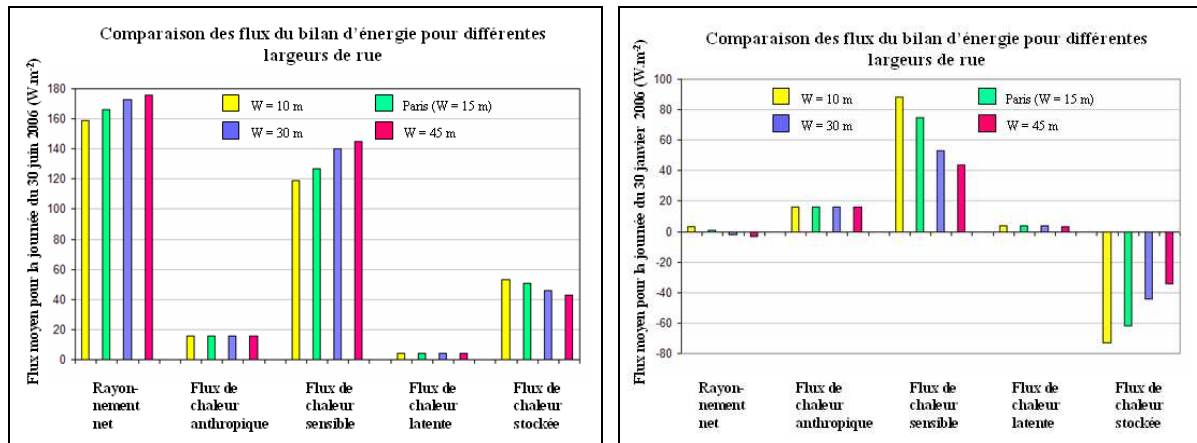 Comparaison des flux du bilan d'énergie pour différentes
largeurs de rue
Flux moyen pour la journée du 30 juin 2006 (W.m⁻²)
180
160
140
120
100
80
60
40
20
0
W = 10 m
Paris (W = 15 m)
W = 30 m
W = 45 m
Rayon-
nement
net
Flux de
chaleur
anthropique
Flux de
chaleur
sensible
Flux de
chaleur
latente
Flux de
chaleur
stockée
Comparaison des flux du bilan d'énergie pour différentes
largeurs de rue
Flux moyen pour la journée du 30 janvier 2006 (W.m⁻²)
100
80
60
40
20
0
-20
-40
-60
-80
W = 10 m
Paris (W = 15 m)
W = 30 m
W = 45 m
Rayon-
nement
net
Flux de
chaleur
anthropique
Flux de
chaleur
sensible
Flux de
chaleur
latente
Flux de
chaleur
stockée